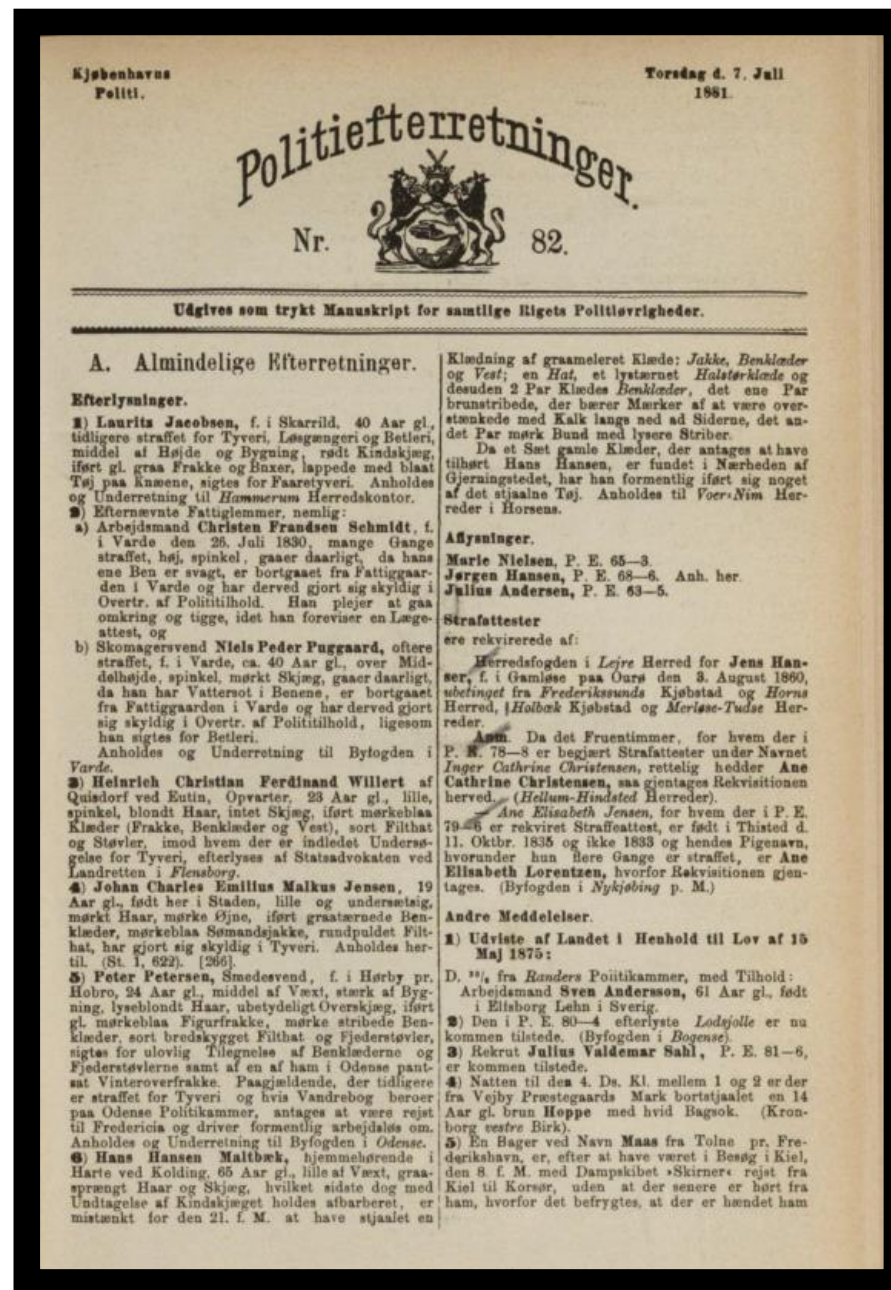 Kjøbenhavns
Politi.
Torsdag d. 7. Juli
1881.
Politiefterretninger.
Nr. 82.
Udgives som trykt Manuskript for samtlige Rigets Politiøvrigheder.
A. Almindelige Efterretninger.
Efterlysninger.
1) Lauritz Jacobsen, f. i Skarrild, 40 Aar gl.,
tidligere straffet for Tyveri, Løsgængeri og Betleri,
middel af Højde og Bygning, rødt Kindskjæg,
iført gl. graa Frakke og Buxer, lappede med blaat
Tøj paa Knæene, sigtes for Faaretyveri. Anholdes
og Underretning til Hammerum Herredskontor.
2) Efternævnte Fattiglemmer, nemlig:
a) Arbejdsmand Christen Frandsen Schmidt, f.
i Varde den 26. Juli 1830, mange Gange
straffet, høj, spinkel, gaaer daarligt, da hans
ene Ben er svagt, er bortgaaet fra Fattiggaar-
den i Varde og har derved gjort sig skyldig i
Overtr. af Polititilhold. Han plejer at gaa
omkring og tigge, idet han foreviser en Læge-
attest, og
b) Skomagersvend Niels Peder Puggaard, oftere
straffet, f. i Varde, ca. 40 Aar gl., over Mid-
delhøjde, spinkel, mørkt Skjæg, gaaer daarligt,
da han har Vattersot i Benene, er bortgaaet
fra Fattiggaarden i Varde og har derved gjort
sig skyldig i Overtr. af Polititilhold, ligesom
han sigtes for Betleri.
Anholdes og Underretning til Byfogden i
Varde.
3) Heinrich Christian Ferdinand Willert af
Quisdorf ved Eutin, Opvarter, 23 Aar gl., lille,
spinkel, blondt Haar, intet Skjæg, iført mørkeblaa
Klæder (Frakke, Benklæder og Vest), sort Filthat
og Støvler, imod hvem der er indledet Undersø-
gelse for Tyveri, efterlyses af Statsadvokaten ved
Landretten i Flensborg.
4) Johan Charles Emilius Malkus Jensen, 19
Aar gl., født her i Staden, lille og undersætsig,
mørkt Haar, mørke Øjne, iført graatærnede Ben-
klæder, mørkeblaa Sømandsjakke, rundpuldet Filt-
hat, har gjort sig skyldig i Tyveri. Anholdes her-
til. (St. 1, 622). [266].
5) Peter Petersen, Smedesvend, f. i Hørby pr.
Hobro, 24 Aar gl., middel af Væxt, stærk af Byg-
ning, lyseblondt Haar, ubetydeligt Overskjæg, iført
gl. mørkeblaa Figurfrakke, mørke stribede Ben-
klæder, sort bredskygget Filthat og Fjederstøvler,
sigtes for ulovlig Tilegnelse af Benklæderne og
Fjederstøvlerne samt af en af ham i Odense pant-
sat Vinteroverfrakke. Paagjældende, der tidligere
er straffet for Tyveri og hvis Vandrebog beroer
paa Odense Politikammer, antages at være rejst
til Fredericia og driver formentlig arbejdsløs om.
Anholdes og Underretning til Byfogden i Odense.
6) Hans Hansen Maltbæk, hjemmehørende i
Harte ved Kolding, 65 Aar gl., lille af Væxt, graa-
sprængt Haar og Skjæg, hvilket sidste dog med
Undtagelse af Kindskjæget holdes afbarberet, er
mistænkt for den 21. f. M. at have stjaalet en
Klædning af graameleret Klæde: Jakke, Benklæder
og Vest; en Hat, et lystærnet Halstørklæde og
desuden 2 Par Klædes Benklæder, det ene Par
brunstribede, der bærer Mærker af at være over-
stænkede med Kalk langs ned ad Siderne, det an-
det Par mørk Bund med lysere Striber.
Da et Sæt gamle Klæder, der antages at have
tilhørt Hans Hansen, er fundet i Nærheden af
Gjerningstedet, har han formentlig iført sig noget
af det stjaalne Tøj. Anholdes til Voer-Nim Her-
reder i Horsens.
Aflysninger.
Marie Nielsen, P. E. 65—3.
Jørgen Hansen, P. E. 68—6. Anh. her.
Julius Andersen, P. E. 63—5.
Strafattester
ere rekvirerede af:
Herredsfogden i Lejre Herred for Jens Han-
sen, f. i Gamløse paa Ourø den 3. August 1860,
ubetinget fra Frederikssunds Kjøbstad og Horns
Herred, Holbæk Kjøbstad og Merløse-Tudse Her-
reder.
Anm. Da det Fruentimmer, for hvem der i
P. E. 78—8 er begjært Strafattester under Navnet
Inger Cathrine Christensen, rettelig hedder Ane
Cathrine Christensen, saa gjentages Rekvisitionen
herved. (Hellum-Hindsted Herreder).
— Ane Elisabeth Jensen, for hvem der i P. E.
79—6 er rekviret Straffeattest, er født i Thisted d.
11. Oktbr. 1835 og ikke 1833 og hendes Pigenavn,
hvorunder hun flere Gange er straffet, er Ane
Elisabeth Lorentzen, hvorfor Rekvisitionen gjen-
tages. (Byfogden i Nykjøbing p. M.)
Andre Meddelelser.
1) Udviste af Landet i Henhold til Lov af 15
Maj 1875:
D. fra Randers Politikammer, med Tilhold:
Arbejdsmand Sven Andersson, 61 Aar gl., født
i Elfsborg Lehn i Sverig.
2) Den i P. E. 80—4 efterlyste Lodsjolle er nu
kommen tilstede. (Byfogden i Bogense).
3) Rekrut Julius Valdemar Sahl, P. E. 81—6,
er kommen tilstede.
4) Natten til den 4. Ds. Kl. mellem 1 og 2 er der
fra Vejby Præstegaards Mark bortstjaalet en 14
Aar gl. brun Hoppe med hvid Bagsok. (Kron-
borg vestre Birk).
5) En Bager ved Navn Maas fra Tolne pr. Fre-
derikshavn, er, efter at have været i Besøg i Kiel,
den 8. f. M. med Dampskibet »Skirner« rejst fra
Kiel til Korsør, uden at der senere er hørt fra
ham, hvorfor det befrygtes, at der er hændet ham